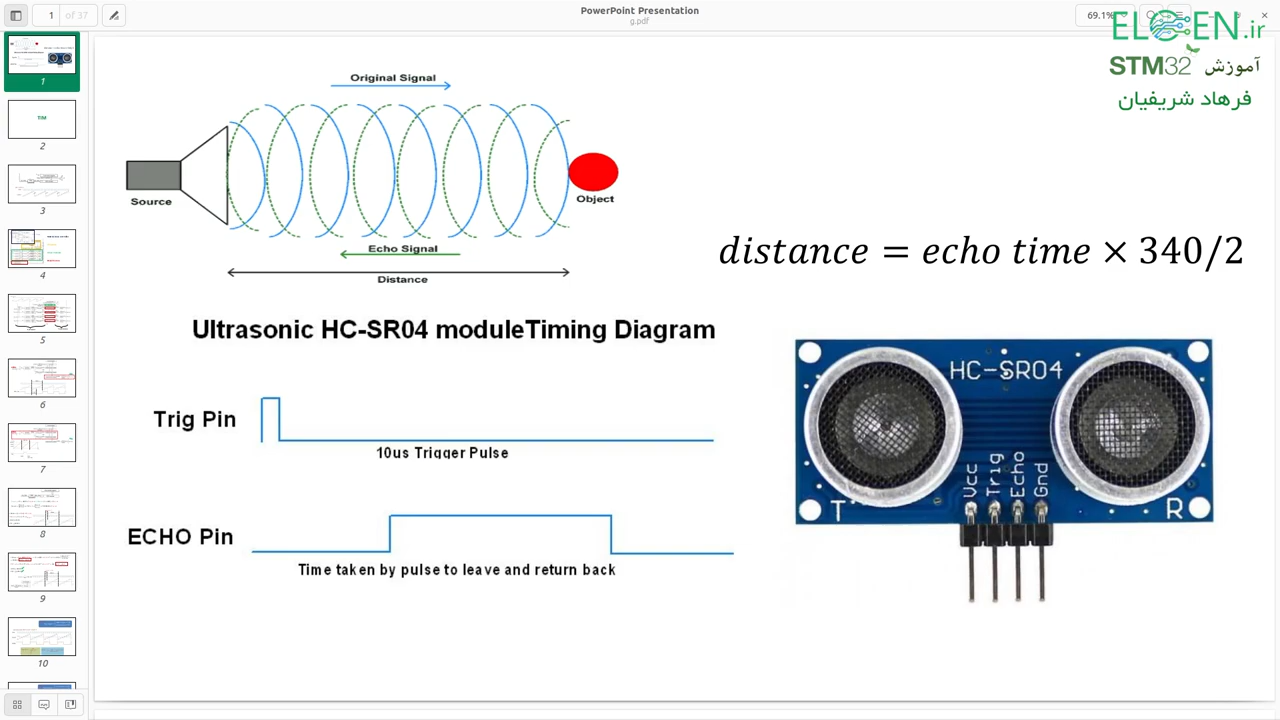 PowerPoint Presentation
g.pdf
1 of 37
69.1%
ELOEN.ir
آموزش STM32
فرهاد شریفیان
Original Signal
Source
Object
Echo Signal
Distance
distance = echo time × 340/2
Ultrasonic HC-SR04 moduleTiming Diagram
Trig Pin
10us Trigger Pulse
ECHO Pin
Time taken by pulse to leave and return back
HC-SR04
Vcc
Trig
Echo
Gnd
T
R
1
TIM
2
3
4
5
6
7
8
9
10